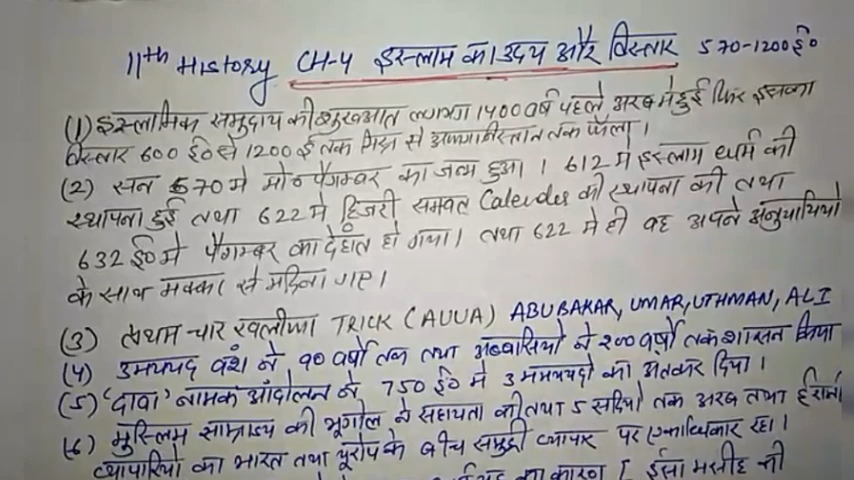 11th History CH-4 इस्लाम का उदय और विस्तार 570-1200 ई०
(1) इस्लामिक समुदाय की शुरुआत लगभग 1400 वर्ष पहले अरब मे हुई फिर इसका
विस्तार 600 ई० से 1200 ई० तक मिस्र से अफगानिस्तान तक फैला।
(2) सन 570 मे मो० पैगम्बर का जन्म हुआ। 612 मे इस्लाम धर्म की
स्थापना हुई तथा 622 मे हिजरी सम्वत Calender की स्थापना की तथा
632 ई० मे पैगम्बर का देहांत हो गया। तथा 622 मे ही वह अपने अनुयायियो
के साथ मक्का से मदिना गए।
(3) प्रथम चार खलीफा TRICK (AUUA) ABUBAKAR, UMAR, UTHMAN, ALI
(4) उमय्यद वंश ने 90 वर्षो तक तथा अब्बासियो ने 200 वर्षो तक शासन किया
(5) 'दावा' नामक आंदोलन ने 750 ई० मे उमय्यदो का अंत कर दिया।
(6) मुस्लिम साम्राज्य की भूगोल ने सहायता की तथा 5 सदियो तक अरब तथा ईरानी
व्यापारियो का भारत तथा यूरोप के बीच समुद्री व्यापार पर एकाधिकार रहा।
का कारण ईसा मसीह की